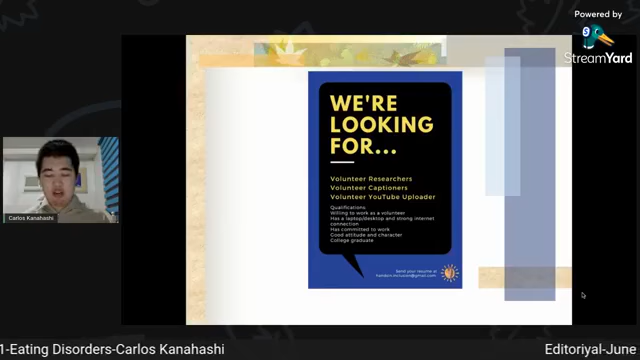 Powered by
StreamYard
WE'RE
LOOKING
FOR...
Volunteer Researchers
Volunteer Captioners
Volunteer YouTube Uploader
Qualifications:
Willing to work as a volunteer
Has a laptop/desktop and strong internet
connection
Has committed to work
Good attitude and character
College graduate
Send your resume at
Carlos Kanahashi
1-Eating Disorders-Carlos Kanahashi
Editoriyal-June